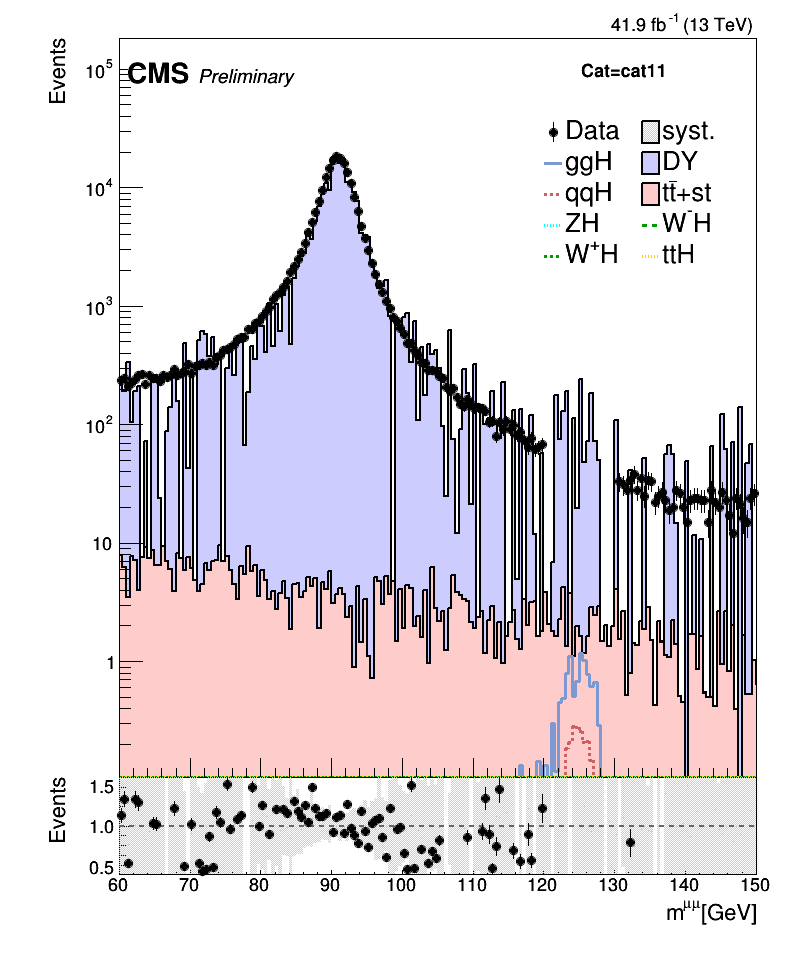 41.9 fb⁻¹ (13 TeV)
Events
CMS Preliminary
Cat=cat11
Data
syst.
ggH
DY
qqH
tt̄+st
ZH
W⁻H
W⁺H
ttH
10⁵
10⁴
10³
10²
10
1
Events
1.5
1.0
0.5
60 70 80 90 100 110 120 130 140 150
m^μμ[GeV]